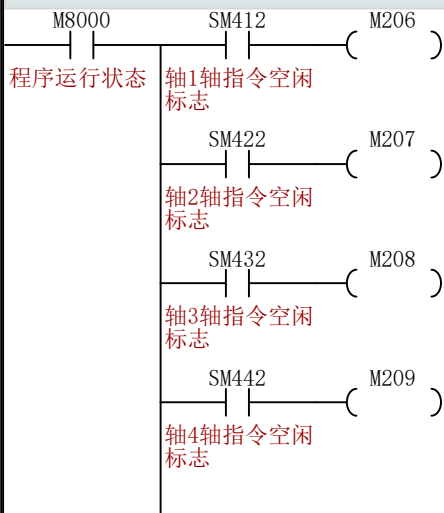 M8000 SM412 M206
程序运行状态 轴1轴指令空闲
标志
SM422 M207
轴2轴指令空闲
标志
SM432 M208
轴3轴指令空闲
标志
SM442 M209
轴4轴指令空闲
标志